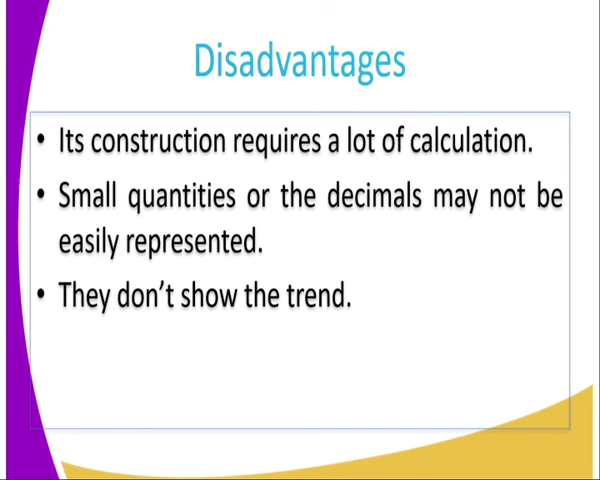 Disadvantages
• Its construction requires a lot of calculation.
• Small quantities or the decimals may not be
easily represented.
• They don’t show the trend.